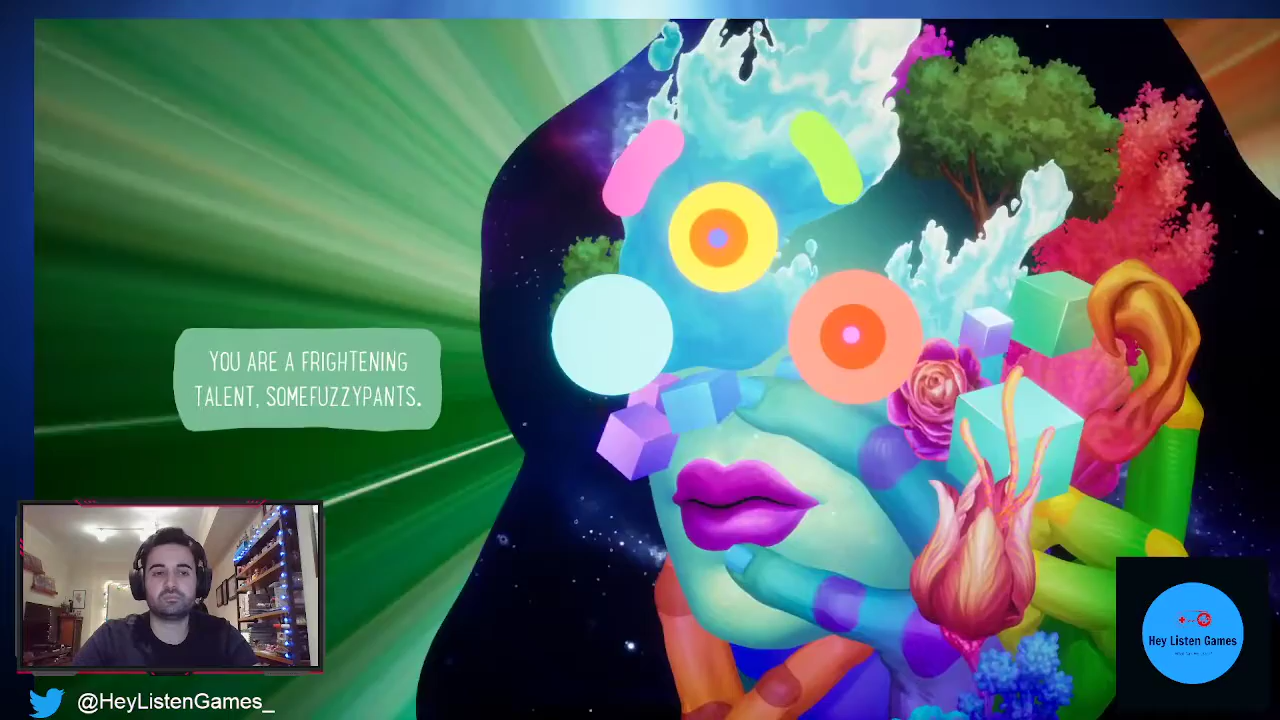 YOU ARE A FRIGHTENING
TALENT, SOMEFUZZYPANTS.
Hey Listen Games
@HeyListenGames_